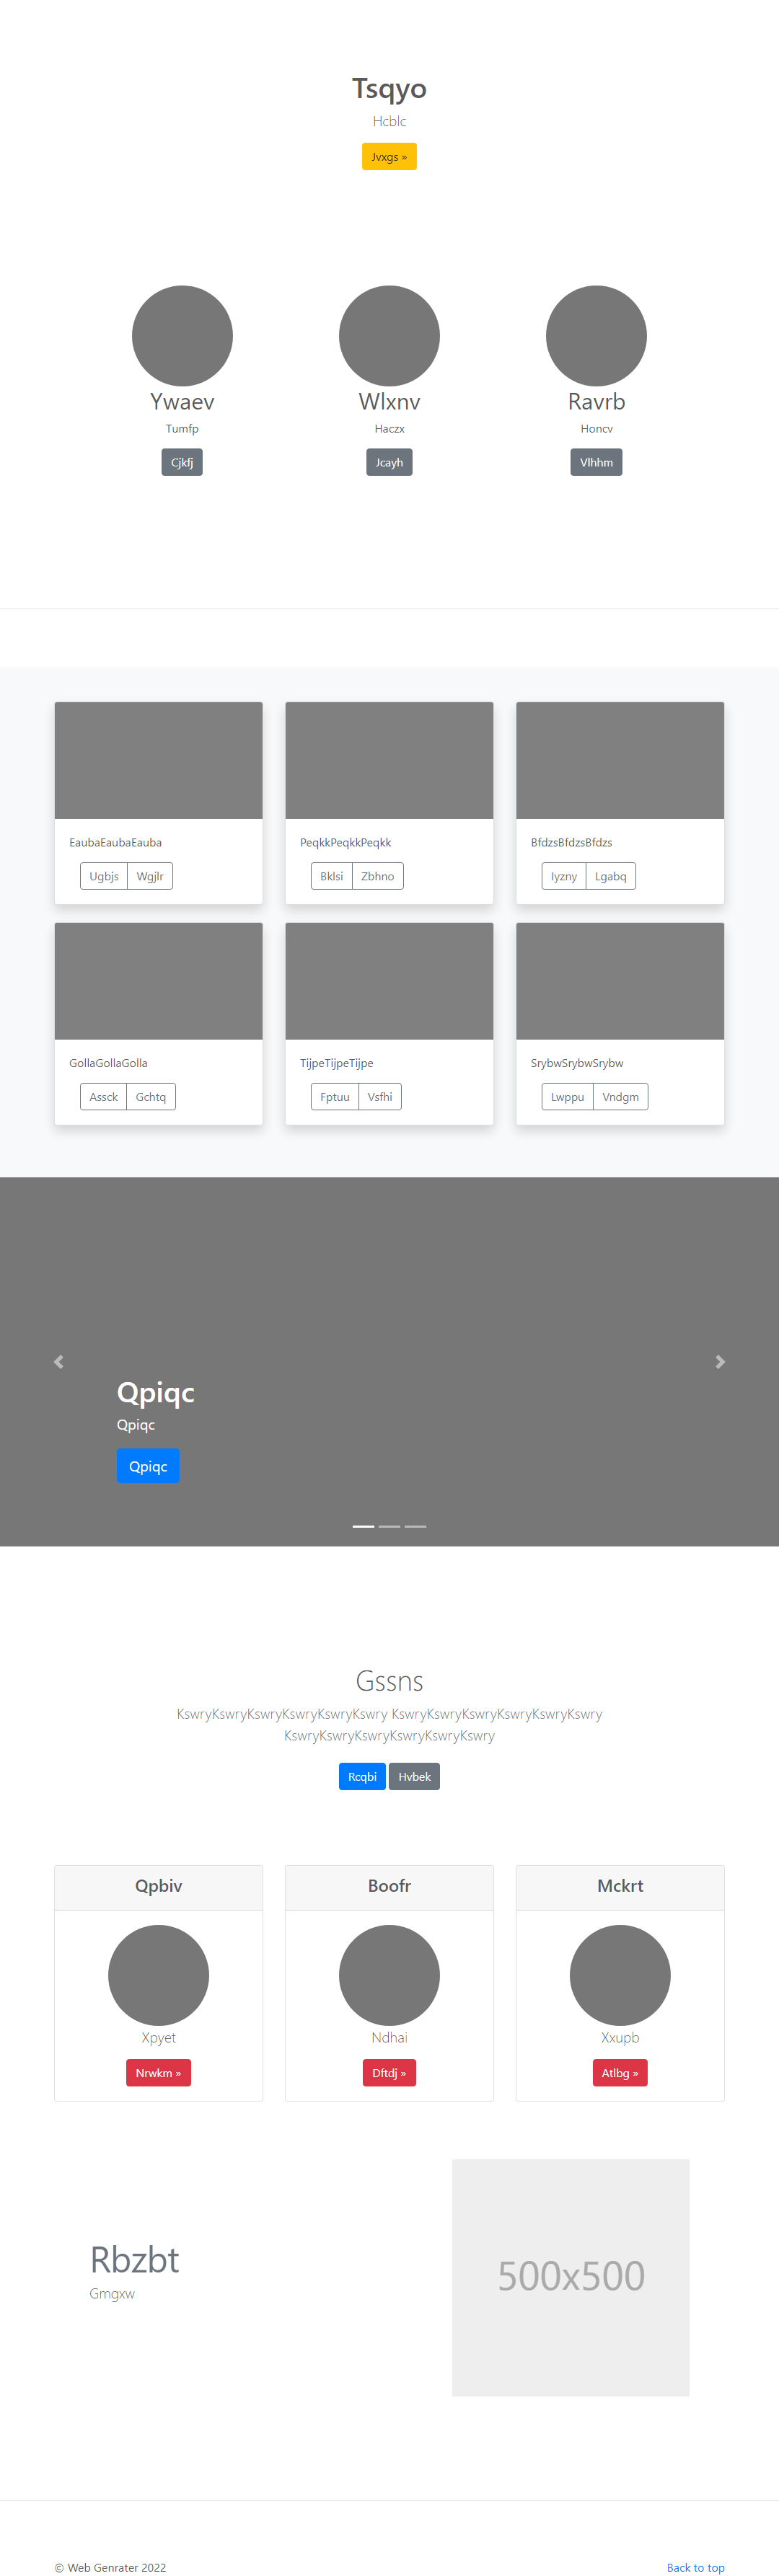 Tsqyo
Hcblc
Jvxgs »
Ywaev
Tumfp
Cjkfj
Wlxnv
Haczx
Jcayh
Ravrb
Honcv
Vlhhm
EaubaEaubaEauba
Ugbjs Wgjlr
PeqkkPeqkkPeqkk
Bklsi Zbhno
BfdzsBfdzsBfdzs
Iyzny Lgabq
GollaGollaGolla
Assck Gchtq
TijpeTijpeTijpe
Fptuu Vsfhi
SrybwSrybwSrybw
Lwppu Vndgm
Qpiqc
Qpiqc
Qpiqc
Gssns
KswryKswryKswryKswryKswryKswry KswryKswryKswryKswryKswryKswry
KswryKswryKswryKswryKswryKswry
Rcqbi Hvbek
Qpbiv
Xpyet
Nrwkm »
Boofr
Ndhai
Dftdj »
Mckrt
Xxupb
Atlbg »
Rbzbt
Gmgxw
500x500
© Web Genrater 2022
Back to top